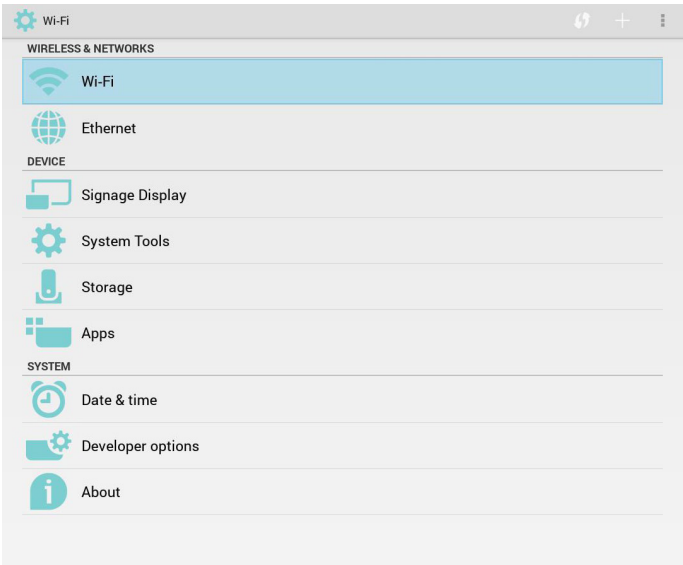 Wi-Fi
WIRELESS & NETWORKS
Wi-Fi
Ethernet
DEVICE
Signage Display
System Tools
Storage
Apps
SYSTEM
Date & time
Developer options
About